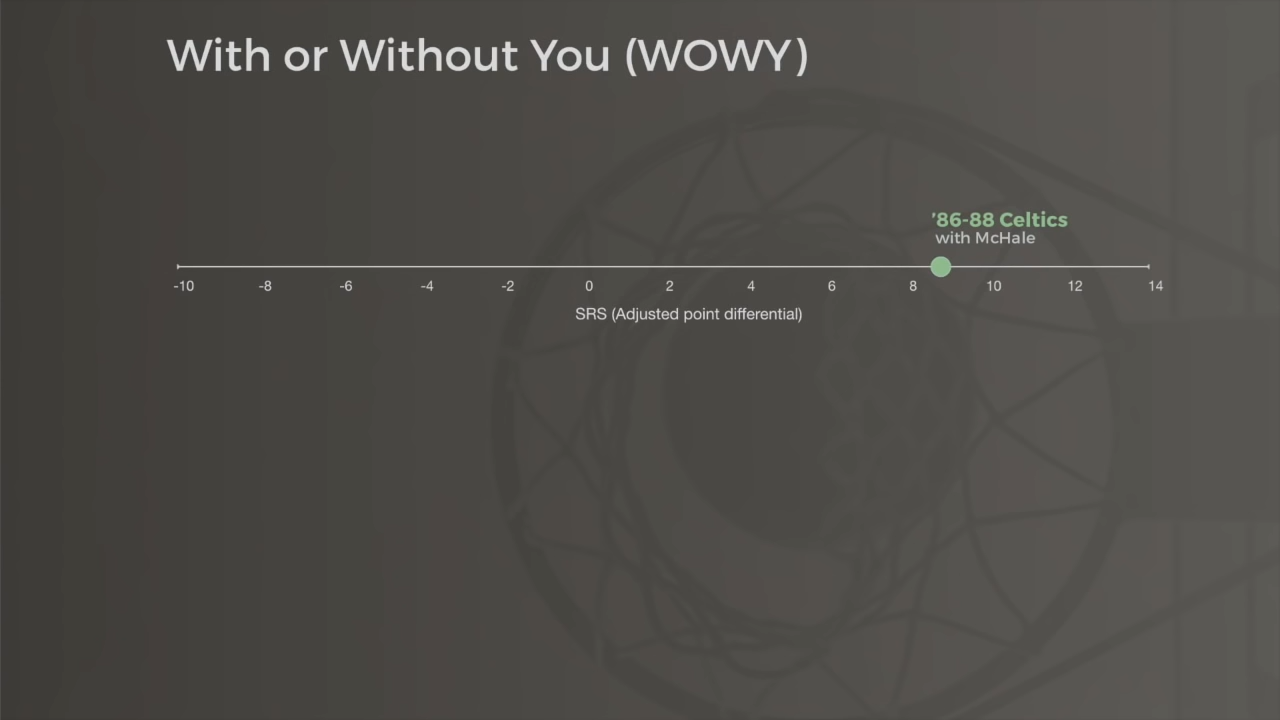 With or Without You (WOWY)
'86-88 Celtics
with McHale
-10 -8 -6 -4 -2 0 2 4 6 8 10 12 14
SRS (Adjusted point differential)